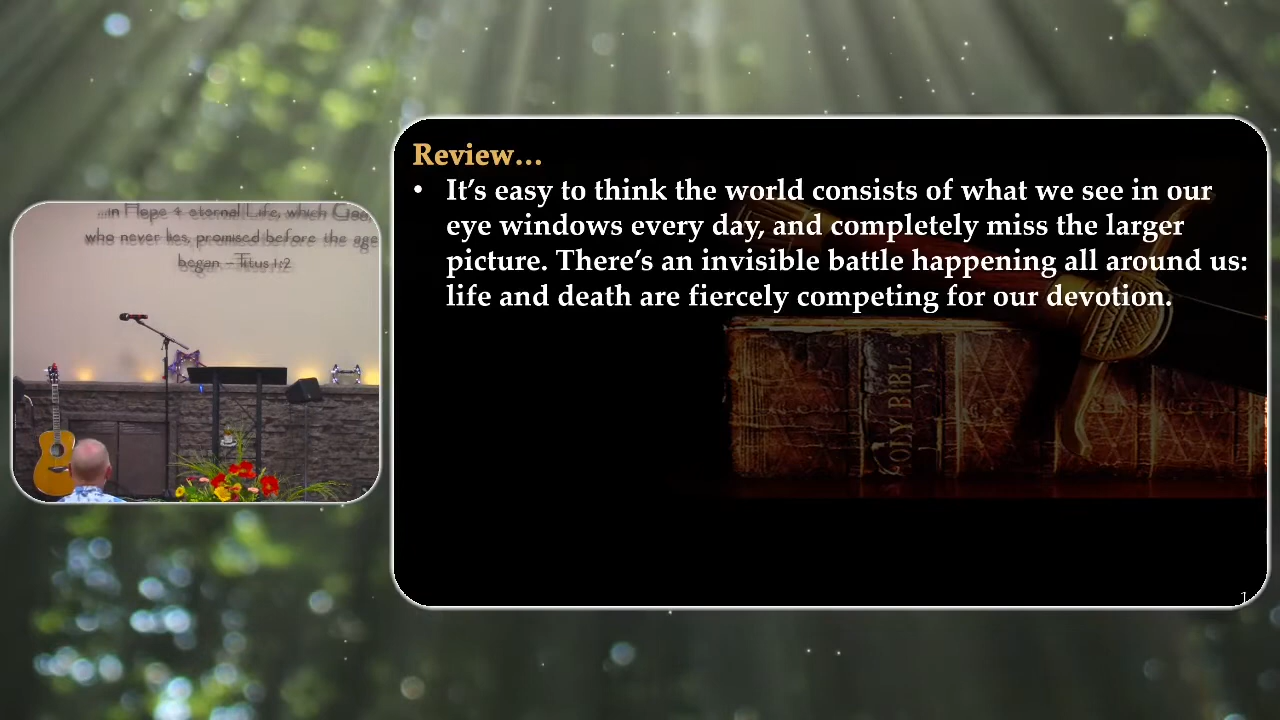 in Hope 4 eternal Life, which God
who never lies, promised before the age
began –Titus 1:2
Review…
• It’s easy to think the world consists of what we see in our
eye windows every day, and completely miss the larger
picture. There’s an invisible battle happening all around us:
life and death are fiercely competing for our devotion.
HOLY BIBLE
1